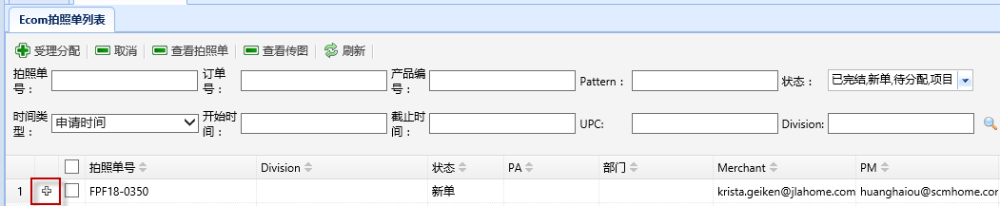 Ecom拍照单列表
受理分配 取消 查看拍照单 查看传图 刷新
拍照单号： 订单号： 产品编号： Pattern： 状态： 已完结,新单,待分配,项目
时间类型： 申请时间 开始时间： 截止时间： UPC: Division:
拍照单号 Division 状态 PA 部门 Merchant PM
1 FPF18-0350 新单 krista.geiken@jlahome.com huanghaiou@scmhome.com